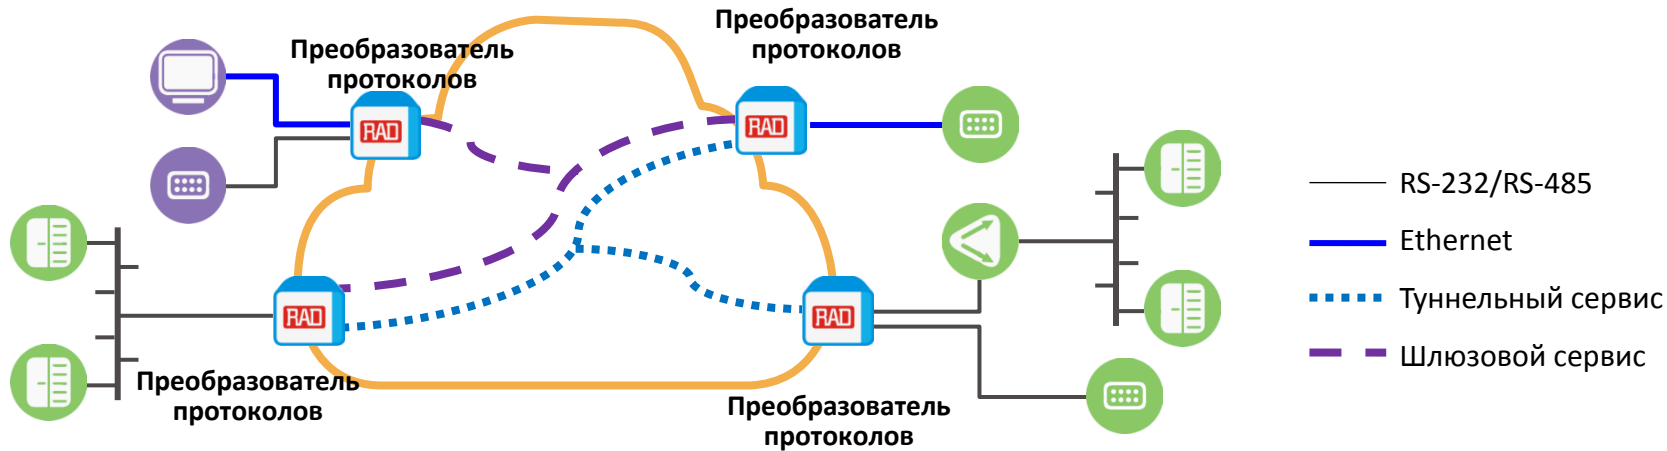 Преобразователь
протоколов
Преобразователь
протоколов
RAD
RAD
RAD
RAD
Преобразователь
протоколов
Преобразователь
протоколов
RS-232/RS-485
Ethernet
Туннельный сервис
Шлюзовой сервис